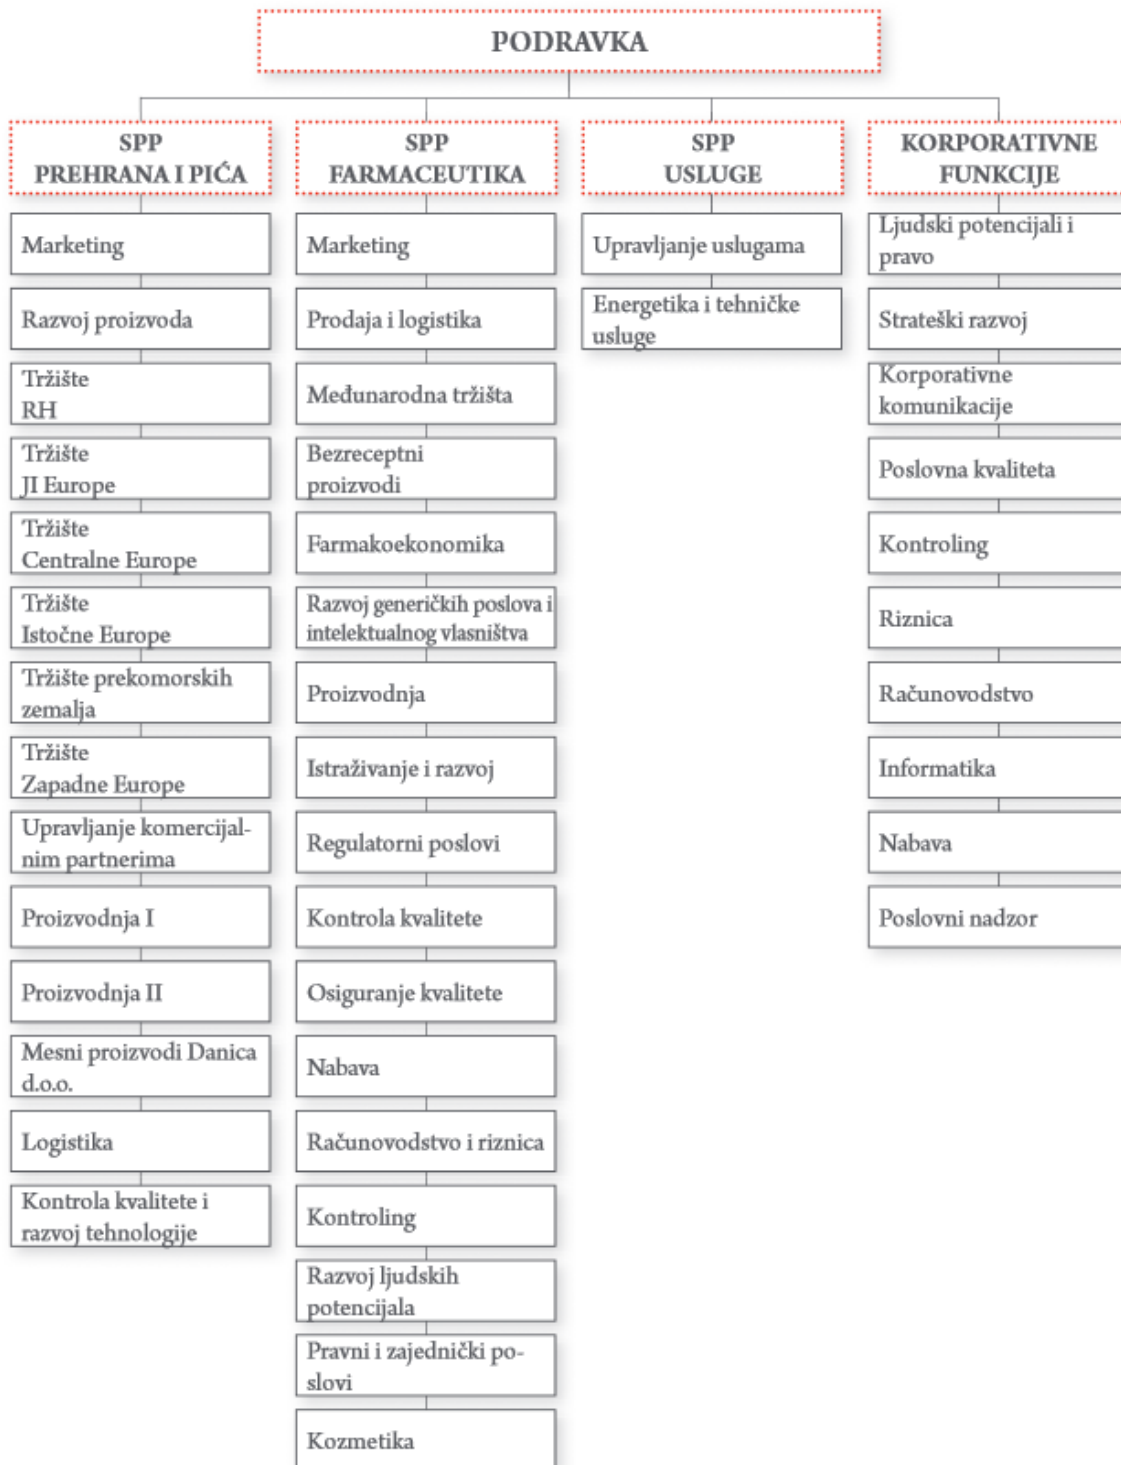 PODRAVKA
SPP
PREHRANA I PIĆA
Marketing
Razvoj proizvoda
Tržište
RH
Tržište
JI Europe
Tržište
Centralne Europe
Tržište
Istočne Europe
Tržište prekomorskih
zemalja
Tržište
Zapadne Europe
Upravljanje komercijal-
nim partnerima
Proizvodnja I
Proizvodnja II
Mesni proizvodi Danica
d.o.o.
Logistika
Kontrola kvalitete i
razvoj tehnologije
SPP
FARMACEUTIKA
Marketing
Prodaja i logistika
Međunarodna tržišta
Bezreceptni
proizvodi
Farmakoekonomika
Razvoj generičkih poslova i
intelektualnog vlasništva
Proizvodnja
Istraživanje i razvoj
Regulatorni poslovi
Kontrola kvalitete
Osiguranje kvalitete
Nabava
Računovodstvo i riznica
Kontroling
Razvoj ljudskih
potencijala
Pravni i zajednički po-
slovi
Kozmetika
SPP
USLUGE
Upravljanje uslugama
Energetika i tehničke
usluge
KORPORATIVNE
FUNKCIJE
Ljudski potencijali i
pravo
Strateški razvoj
Korporativne
komunikacije
Poslovna kvaliteta
Kontroling
Riznica
Računovodstvo
Informatika
Nabava
Poslovni nadzor